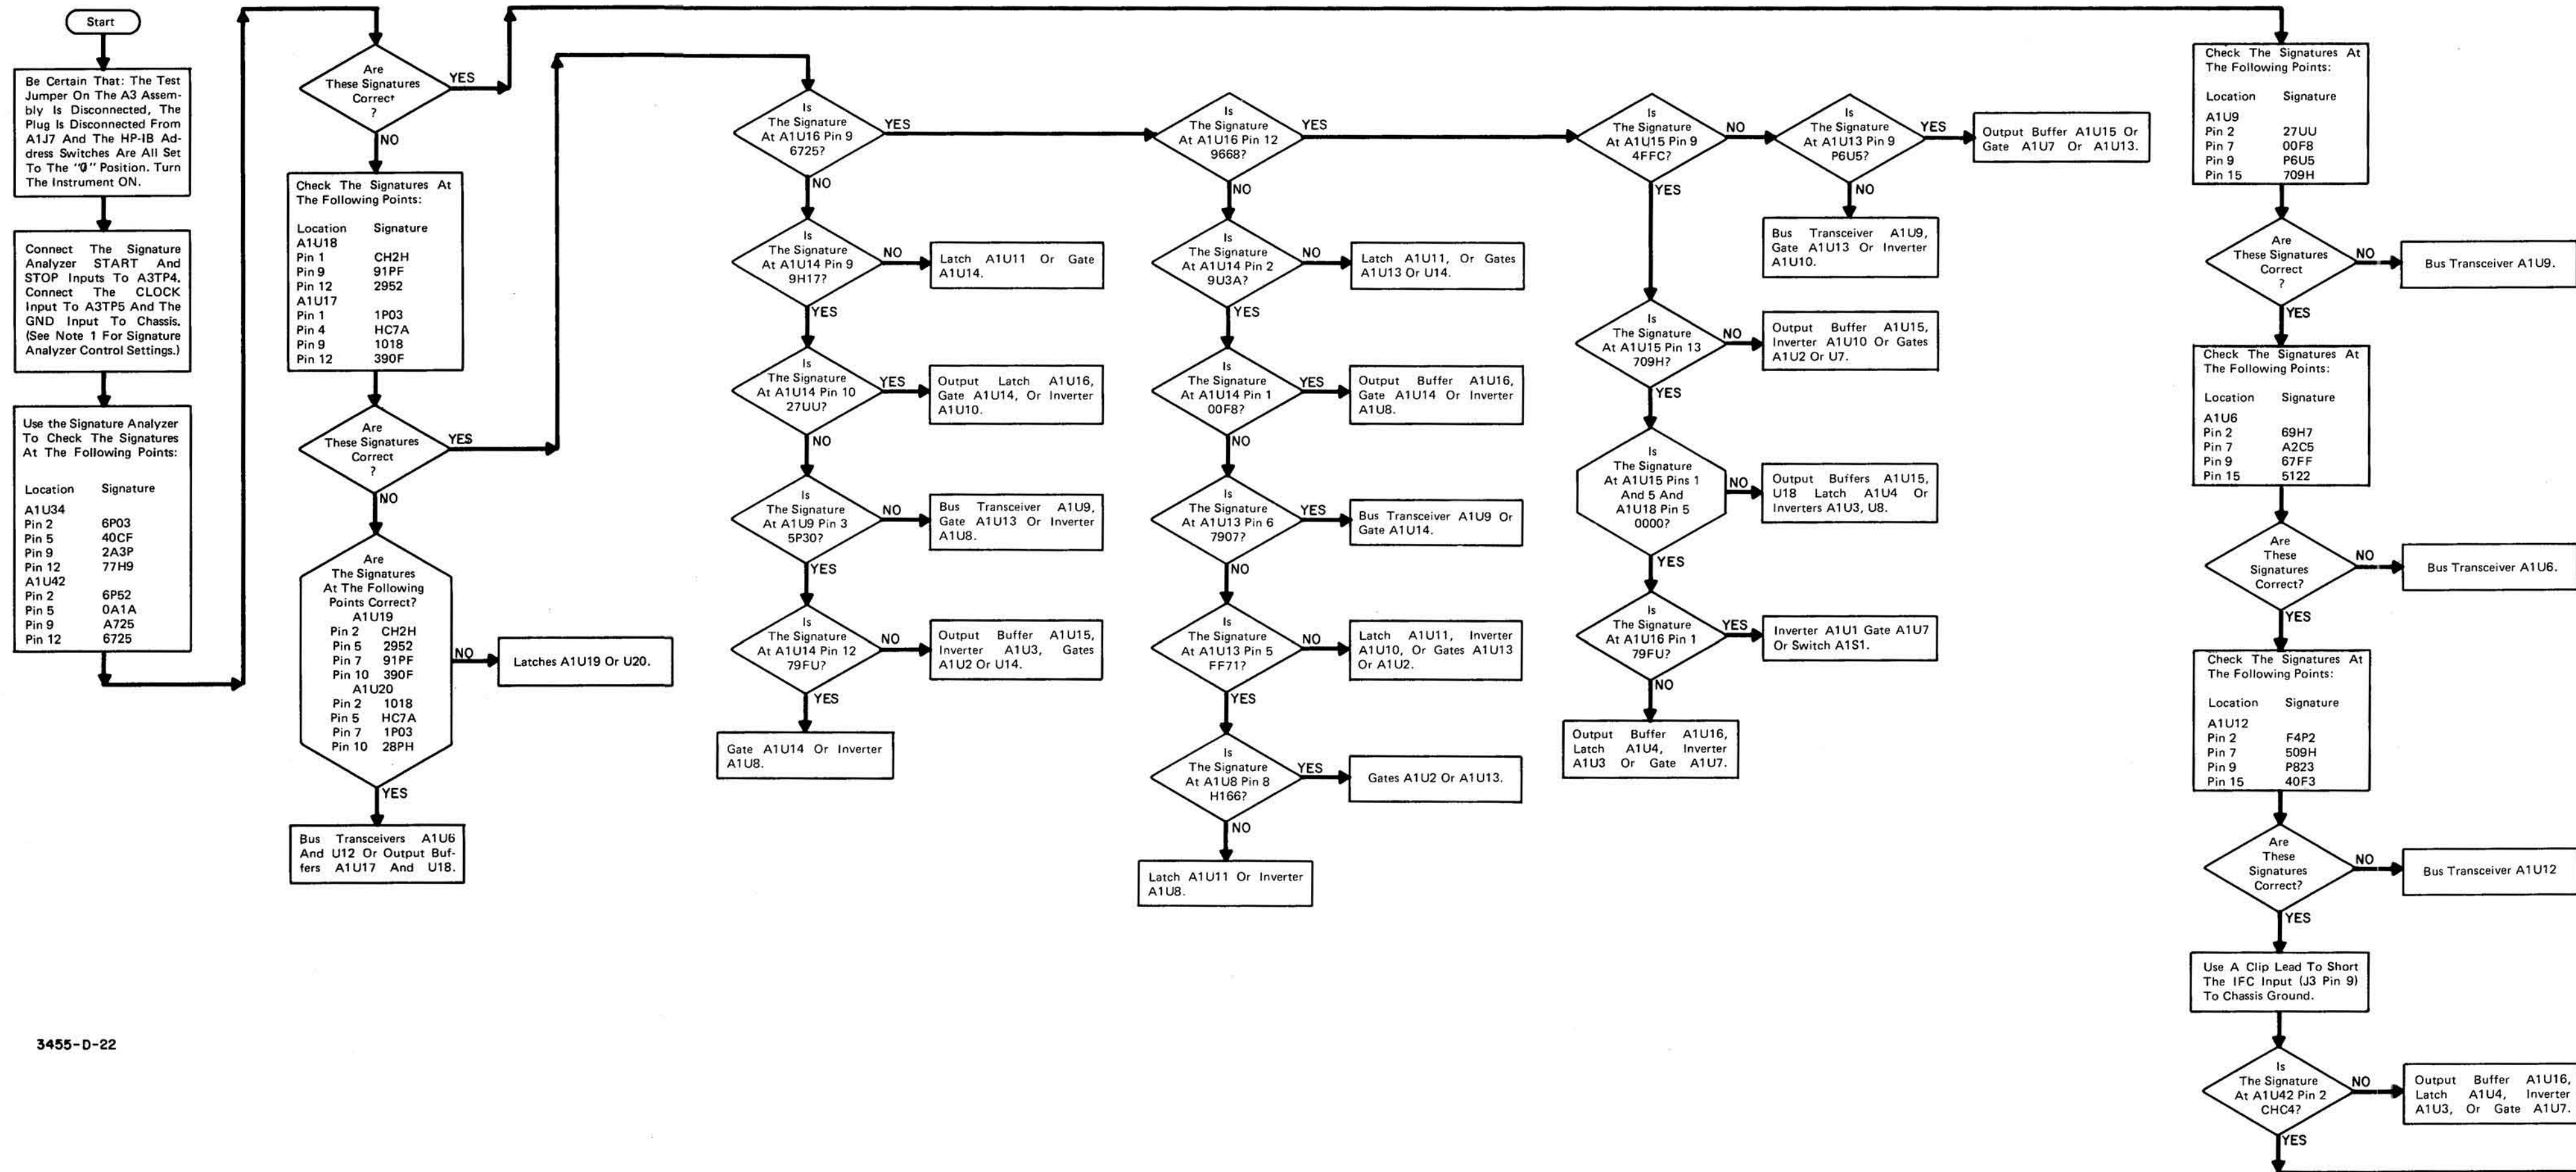 Start
Be Certain That: The Test
Jumper On The A3 Assem-
bly Is Disconnected, The
Plug Is Disconnected From
A1J7 And The HP-IB Ad-
dress Switches Are All Set
To The "0" Position. Turn
The Instrument ON.
Connect The Signature
Analyzer START And
STOP Inputs To A3TP4.
Connect The CLOCK
Input To A3TP5 And The
GND Input To Chassis.
(See Note 1 For Signature
Analyzer Control Settings.)
Use the Signature Analyzer
To Check The Signatures
At The Following Points:
Location Signature
A1U34
Pin 2 6P03
Pin 5 40CF
Pin 9 2A3P
Pin 12 77H9
A1U42
Pin 2 6P52
Pin 5 0A1A
Pin 9 A725
Pin 12 6725
Are
These Signatures
Correct
?
YES
NO
Check The Signatures At
The Following Points:
Location Signature
A1U18
Pin 1 CH2H
Pin 9 91PF
Pin 12 2952
A1U17
Pin 1 1P03
Pin 4 HC7A
Pin 9 1018
Pin 12 390F
Are
These Signatures
Correct
?
YES
NO
Are
The Signatures
At The Following
Points Correct?
A1U19
Pin 2 CH2H
Pin 5 2952
Pin 7 91PF
Pin 10 390F
A1U20
Pin 2 1018
Pin 5 HC7A
Pin 7 1P03
Pin 10 28PH
NO
Latches A1U19 Or U20.
YES
Bus Transceivers A1U6
And U12 Or Output Buf-
fers A1U17 And U18.
Is
The Signature
At A1U16 Pin 9
6725?
YES
NO
Is
The Signature
At A1U14 Pin 9
9H17?
NO
Latch A1U11 Or Gate
A1U14.
YES
Is
The Signature
At A1U14 Pin 10
27UU?
YES
Output Latch A1U16,
Gate A1U14, Or Inverter
A1U10.
NO
Is
The Signature
At A1U9 Pin 3
5P30?
NO
Bus Transceiver A1U9,
Gate A1U13 Or Inverter
A1U8.
YES
Is
The Signature
At A1U14 Pin 12
79FU?
NO
Output Buffer A1U15,
Inverter A1U3, Gates
A1U2 Or U14.
YES
Gate A1U14 Or Inverter
A1U8.
Is
The Signature
At A1U16 Pin 12
9668?
YES
NO
Is
The Signature
At A1U14 Pin 2
9U3A?
NO
Latch A1U11, Or Gates
A1U13 Or U14.
YES
Is
The Signature
At A1U14 Pin 1
00F8?
YES
Output Buffer A1U16,
Gate A1U14 Or Inverter
A1U8.
NO
Is
The Signature
At A1U13 Pin 6
7907?
YES
Bus Transceiver A1U9 Or
Gate A1U14.
NO
Is
The Signature
At A1U13 Pin 5
FF71?
NO
Latch A1U11, Inverter
A1U10, Or Gates A1U13
Or A1U2.
YES
Is
The Signature
At A1U8 Pin 8
H166?
YES
Gates A1U2 Or A1U13.
NO
Latch A1U11 Or Inverter
A1U8.
Is
The Signature
At A1U15 Pin 9
4FFC?
NO
Is
The Signature
At A1U13 Pin 9
P6U5?
YES
Output Buffer A1U15 Or
Gate A1U7 Or A1U13.
NO
Bus Transceiver A1U9,
Gate A1U13 Or Inverter
A1U10.
YES
Is
The Signature
At A1U15 Pin 13
709H?
NO
Output Buffer A1U15,
Inverter A1U10 Or Gates
A1U2 Or U7.
YES
Is
The Signature
At A1U15 Pins 1
And 5 And
A1U18 Pin 5
0000?
NO
Output Buffers A1U15,
U18 Latch A1U4 Or
Inverters A1U3, U8.
YES
Is
The Signature
At A1U16 Pin 1
79FU?
YES
Inverter A1U1 Gate A1U7
Or Switch A1S1.
NO
Output Buffer A1U16,
Latch A1U4, Inverter
A1U3 Or Gate A1U7.
Check The Signatures At
The Following Points:
Location Signature
A1U9
Pin 2 27UU
Pin 7 00F8
Pin 9 P6U5
Pin 15 709H
Are
These Signatures
Correct
?
NO
Bus Transceiver A1U9.
YES
Check The Signatures At
The Following Points:
Location Signature
A1U6
Pin 2 69H7
Pin 7 A2C5
Pin 9 67FF
Pin 15 5122
Are
These
Signatures
Correct?
NO
Bus Transceiver A1U6.
YES
Check The Signatures At
The Following Points:
Location Signature
A1U12
Pin 2 F4P2
Pin 7 509H
Pin 9 P823
Pin 15 40F3
Are
These
Signatures
Correct?
NO
Bus Transceiver A1U12
YES
Use A Clip Lead To Short
The IFC Input (J3 Pin 9)
To Chassis Ground.
Is
The Signature
At A1U42 Pin 2
CHC4?
NO
Output Buffer A1U16,
Latch A1U4, Inverter
A1U3, Or Gate A1U7.
YES
3455-D-22